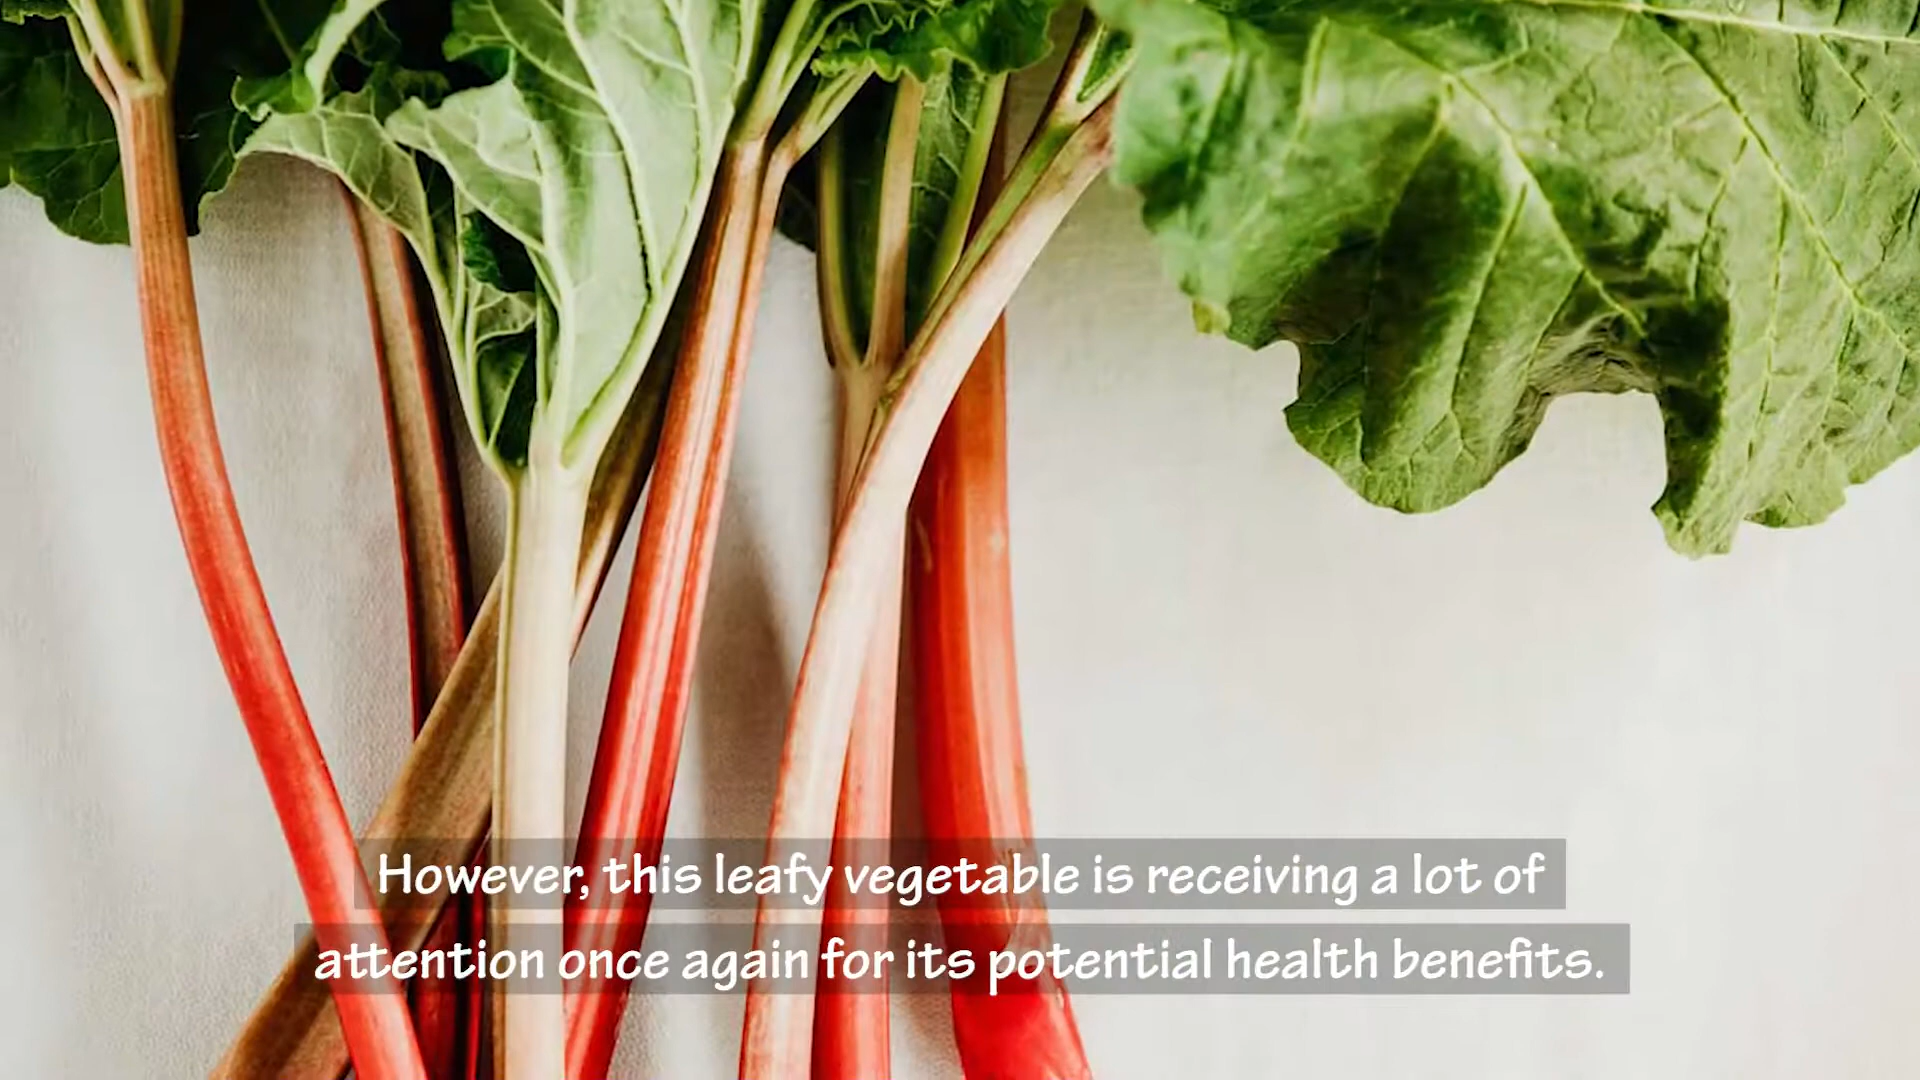 However, this leafy vegetable is receiving a lot of
attention once again for its potential health benefits.